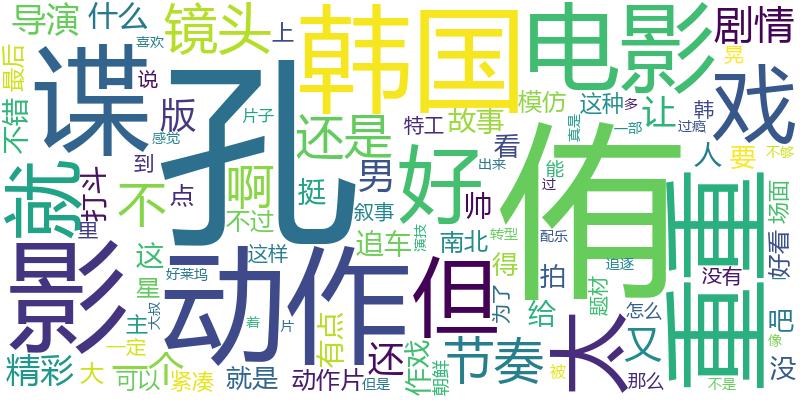 导演
什么
镜头
上
喜欢
韩国
电影
剧情
最后
说
晃
不错
谍
版
片子
孔
还是
特工
模仿
故事
这种
多
让
韩
戏
感觉
真是
一部
过瘾
就
到
打斗
里
点
不
啊
挺
男
好
看
出来
侑
能
过
人
要
不够
重重
不过
叙事
帅
场面
影
这
星
好莱坞
大叔
动作
这样
追车
演技
南北
转型
配乐
追逐
但
得
为了
拍
题材
没有
好看
主
一定
着
片
有点
给
太
怎么
又
吧
像
没
精彩
大
可以
一个
紧凑
就是
动作片
还
但是
作戏
朝鲜
节奏
被
那么
不是